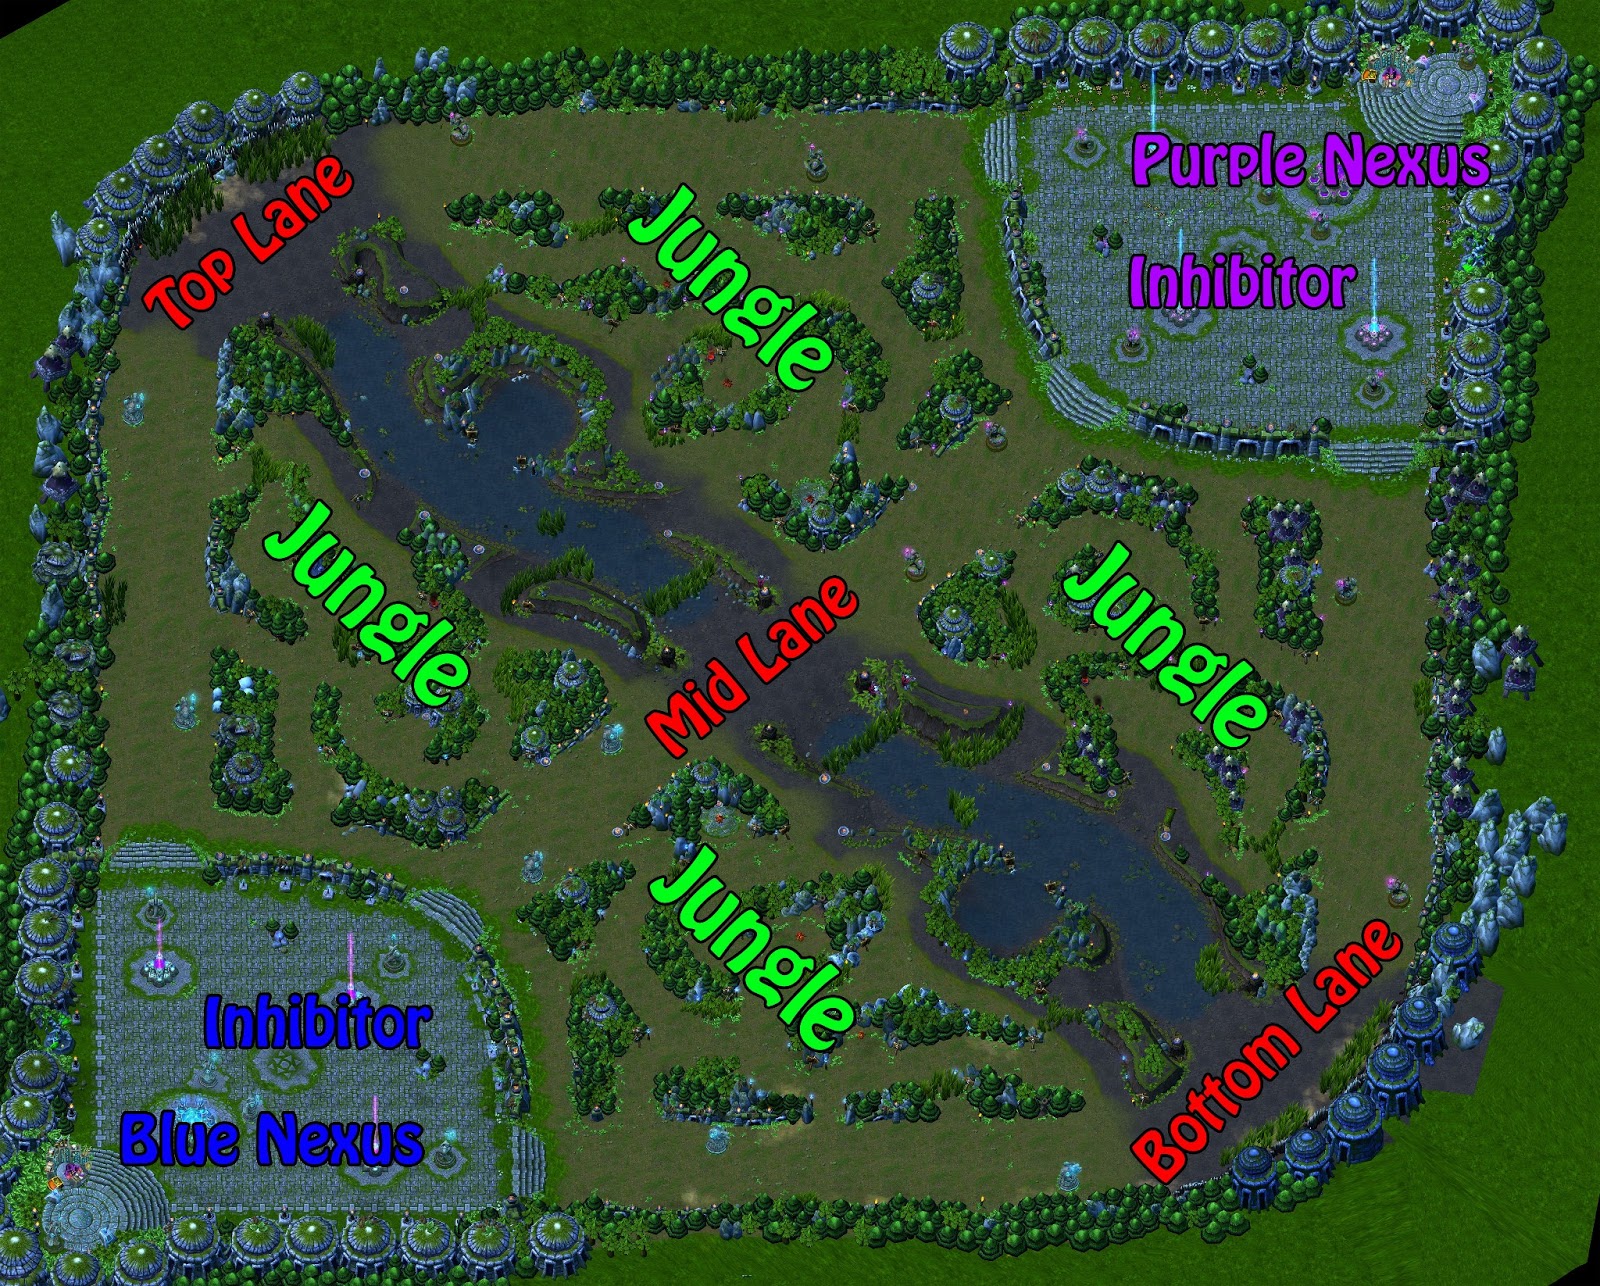 Purple Nexus
Top Lane
Jungle
Inhibitor
Jungle
Jungle
Mid Lane
Jungle
Bottom Lane
Inhibitor
Blue Nexus